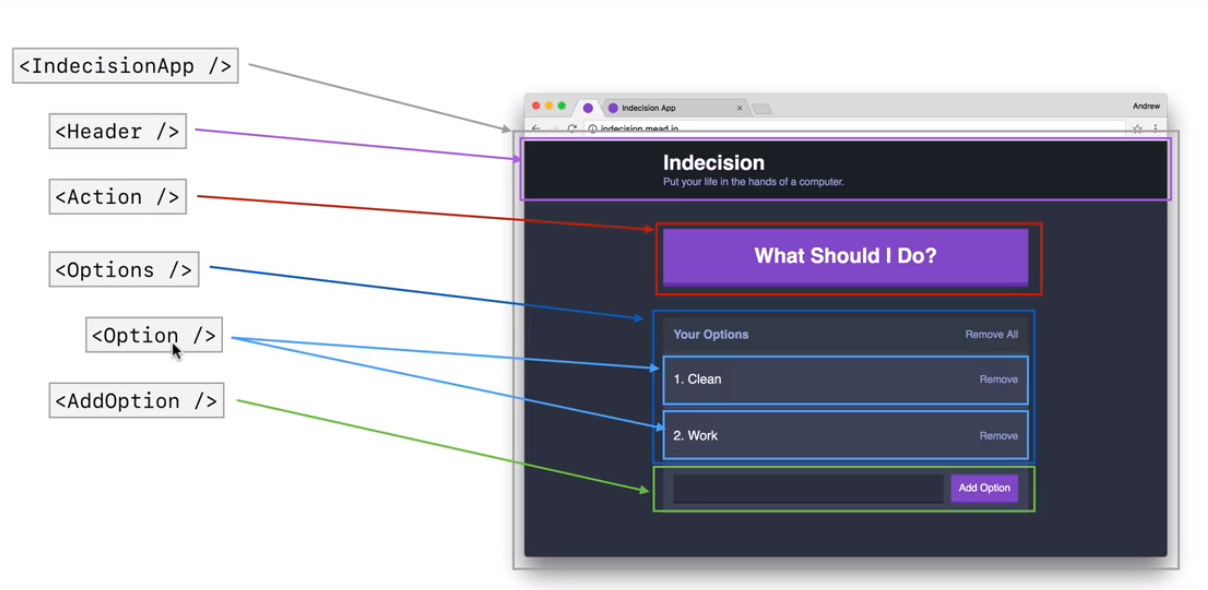 <IndecisionApp />
<Header />
<Action />
<Options />
<Option />
<AddOption />
Indecision App
Andrew
indecision.mead.io
Indecision
Put your life in the hands of a computer.
What Should I Do?
Your Options Remove All
1. Clean Remove
2. Work Remove
Add Option